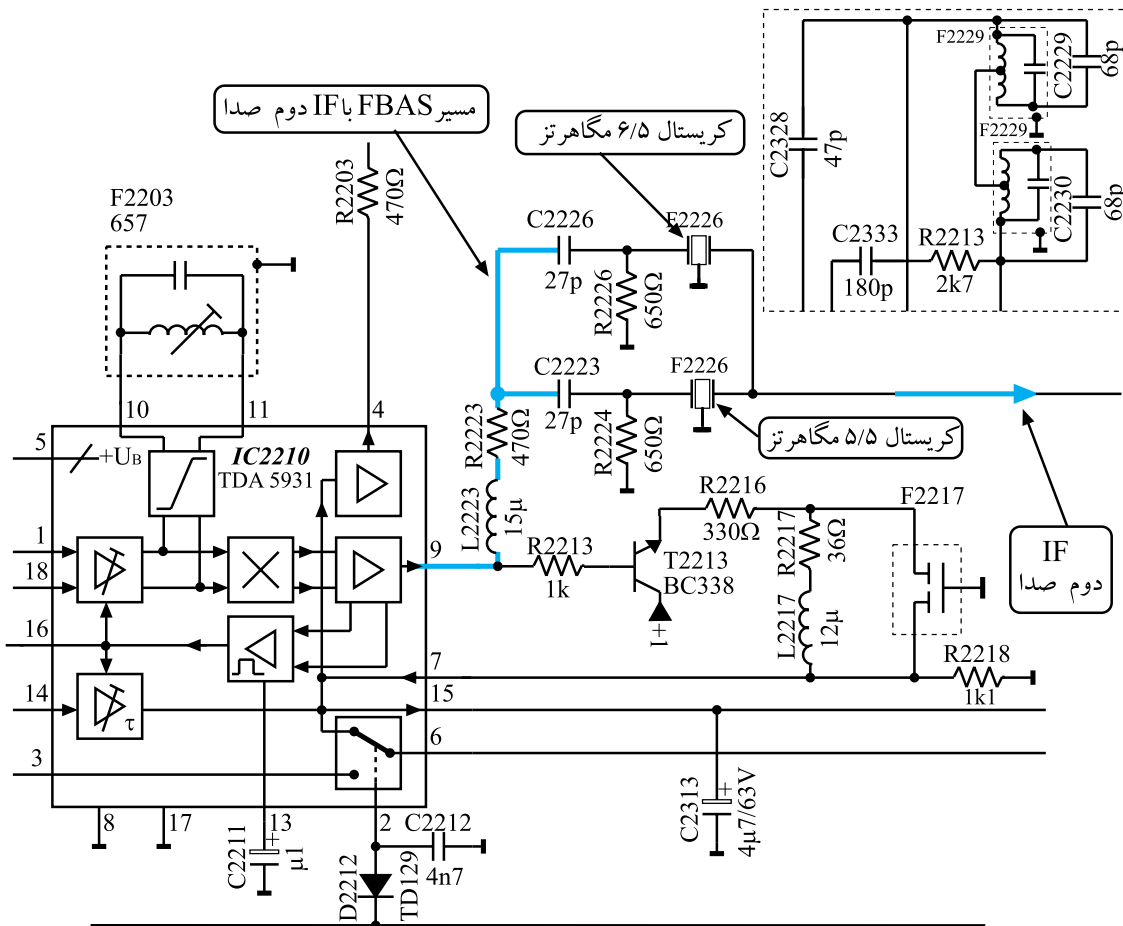 مسیر FBAS با IF دوم صدا
کریستال ۶/۵ مگاهرتز
F2229
C2229
68p
F2229
C2230
68p
C2328
47p
C2333
180p
R2213
2k7
F2203
657
R2203
470Ω
C2226
27p
R2226
650Ω
F2226
C2223
27p
R2224
650Ω
F2226
کریستال ۵/۵ مگاهرتز
IF
دوم صدا
10
11
4
5
+UB
IC2210
TDA 5931
R2223
470Ω
L2223
15µ
1
18
9
R2213
1k
T2213
BC338
+1
R2216
330Ω
R2217
36Ω
L2217
12µ
F2217
R2218
1k1
16
7
14
τ
15
6
3
8
17
13
2
C2211
+
µ1
C2212
4n7
D2212
TD129
C2313
+
4µ7/63V